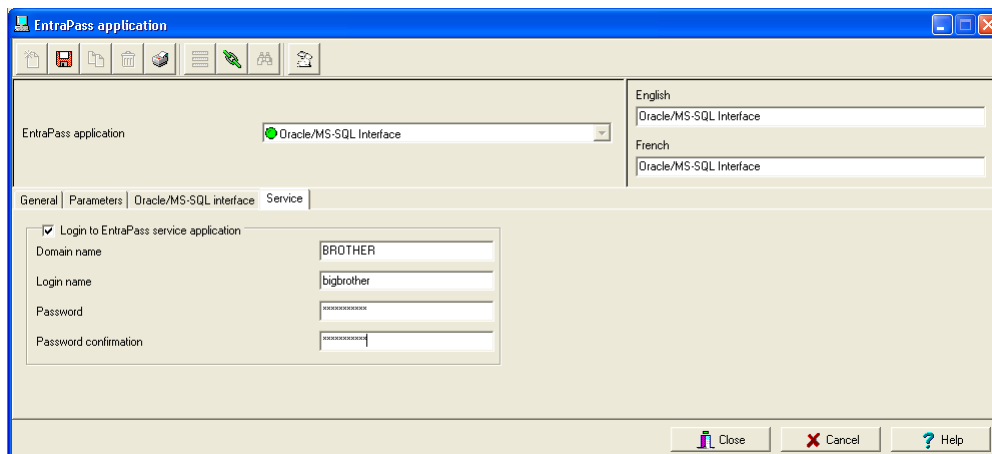 EntraPass application
English
Oracle/MS-SQL Interface
EntraPass application
Oracle/MS-SQL Interface
French
Oracle/MS-SQL Interface
General Parameters Oracle/MS-SQL interface Service
Login to EntraPass service application
Domain name BROTHER
Login name bigbrother
Password ***********
Password confirmation ***********
Close Cancel ? Help